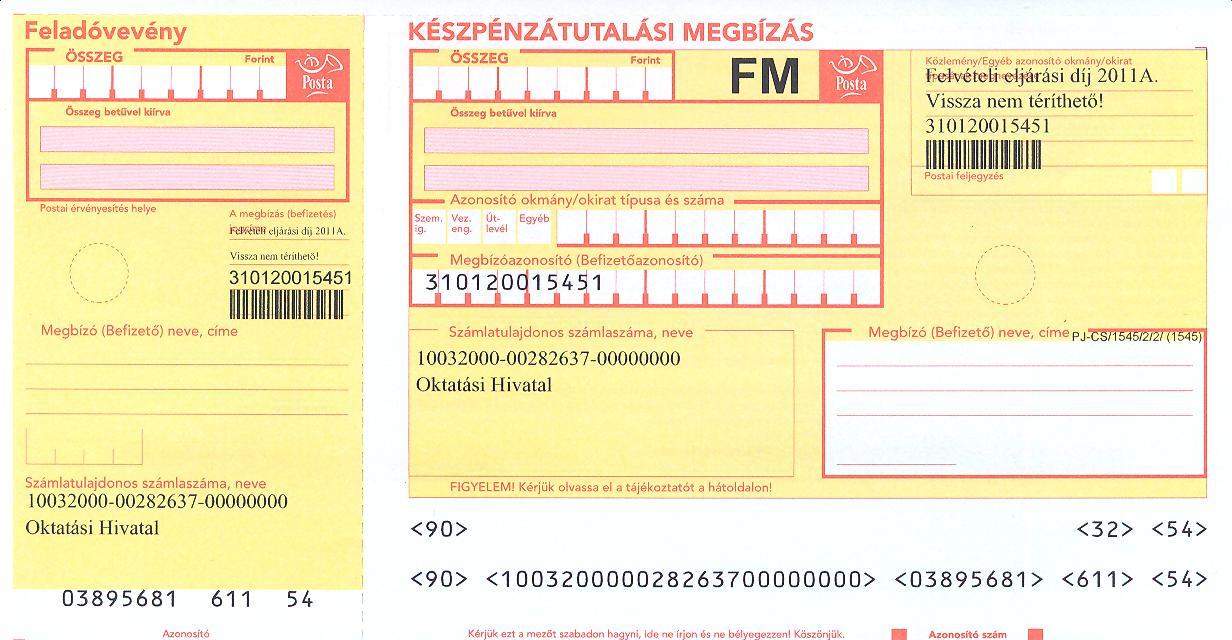 Feladóvevény
ÖSSZEG Forint
Posta
Összeg betűvel kiírva
Postai érvényesítés helye
A megbízás (befizetés)
Felvételi eljárási díj 2011A.
Vissza nem téríthető!
310120015451
Megbízó (Befizető) neve, címe
Számlatulajdonos számlaszáma, neve
10032000-00282637-00000000
Oktatási Hivatal
03895681 611 54
Azonosító
KÉSZPÉNZÁTUTALÁSI MEGBÍZÁS
ÖSSZEG Forint
FM
Posta
Összeg betűvel kiírva
Azonosító okmány/okirat típusa és száma
Szem. ig. Vez. eng. Út- levél Egyéb
Megbízóazonosító (Befizetőazonosító)
310120015451
Közlemény/Egyéb azonosító okmány/okirat
Felvételi eljárási díj 2011A.
Vissza nem téríthető!
310120015451
Postai feljegyzés
Számlatulajdonos számlaszáma, neve
10032000-00282637-00000000
Oktatási Hivatal
Megbízó (Befizető) neve, címe PJ-CS/1545/2/2/ (1545)
FIGYELEM! Kérjük olvassa el a tájékoztatót a hátoldalon!
<90> <32> <54>
<90> <100320000028263700000000> <03895681> <611> <54>
Kérjük ezt a mezőt szabadon hagyni, ide ne írjon és ne bélyegezzen! Köszönjük.
Azonosító szám